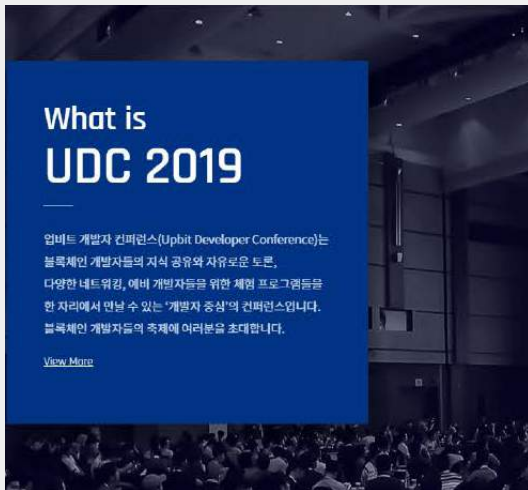 What is
UDC 2019
업비트 개발자 컨퍼런스(Upbit Developer Conference)는
블록체인 개발자들의 지식 공유와 자유로운 토론,
다양한 네트워킹, 예비 개발자들을 위한 체험 프로그램들을
한 자리에서 만날 수 있는 '개발자 중심'의 컨퍼런스입니다.
블록체인 개발자들의 축제에 여러분을 초대합니다.
View More